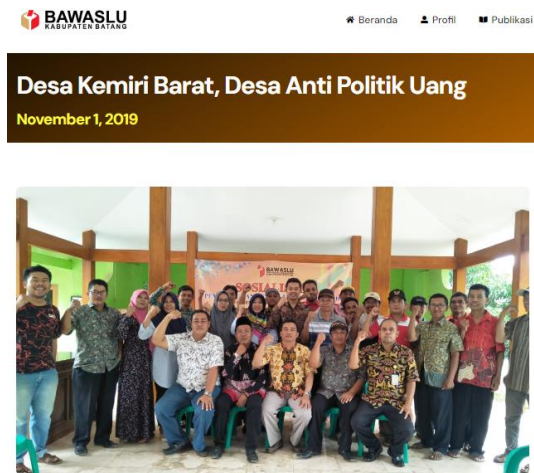 BAWASLU
KABUPATEN BATANG
Beranda
Profil
Publikasi
Desa Kemiri Barat, Desa Anti Politik Uang
November 1, 2019
BAWASLU